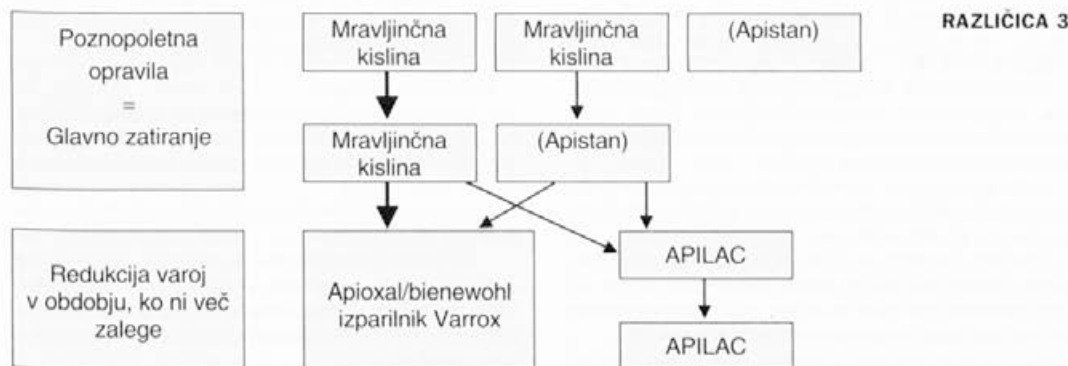 RAZLIČICA 3
Poznopoletna
opravila
=
Glavno zatiranje
Mravljinčna
kislina
Mravljinčna
kislina
(Apistan)
Mravljinčna
kislina
(Apistan)
Redukcija varoj
v obdobju, ko ni več
zalege
Apioxal/bienewohl
izparilnik Varrox
APILAC
APILAC